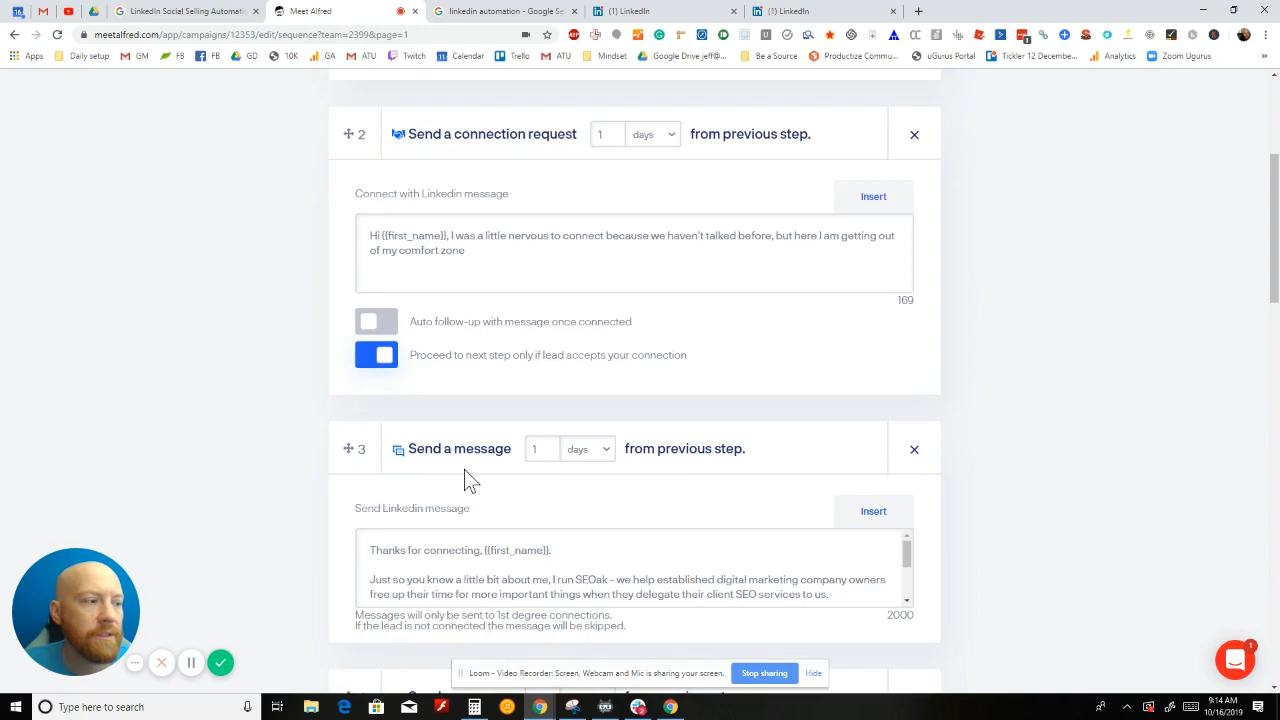 LinkedIn Social Selling Automati
Meet Alfred
linkedin automation - Google Se
(1) LinkedIn
(1) LinkedIn
meetalfred.com/app/campaigns/12353/edit/sequence?team=2399&page=1
Apps
Daily setup
GM
FB
FB
GD
10K
GA
ATU
Twitch
Calendar
Trello
ATU
Mindset
Google Drive jeff@...
Be a Source
Productize Commu...
uGurus Portal
Tickler 12 Decembe...
Analytics
Zoom Ugurus
2
Send a connection request
1
days
from previous step.
Connect with Linkedin message
Insert
Hi {{first_name}}, I was a little nervous to connect because we haven't talked before, but here I am getting out
of my comfort zone
169
Auto follow-up with message once connected
Proceed to next step only if lead accepts your connection
3
Send a message
1
days
from previous step.
Send Linkedin message
Insert
Thanks for connecting, {{first_name}}.
Just so you know a little bit about me, I run SEOak - we help established digital marketing company owners
free up their time for more important things when they delegate their client SEO services to us.
Messages will only be sent to 1st degree connections.
2000
If the lead is not connected the message will be skipped.
Loom - Video Recorder: Screen, Webcam and Mic is sharing your screen.
Stop sharing
Hide
1
Type here to search
9:14 AM
10/16/2019